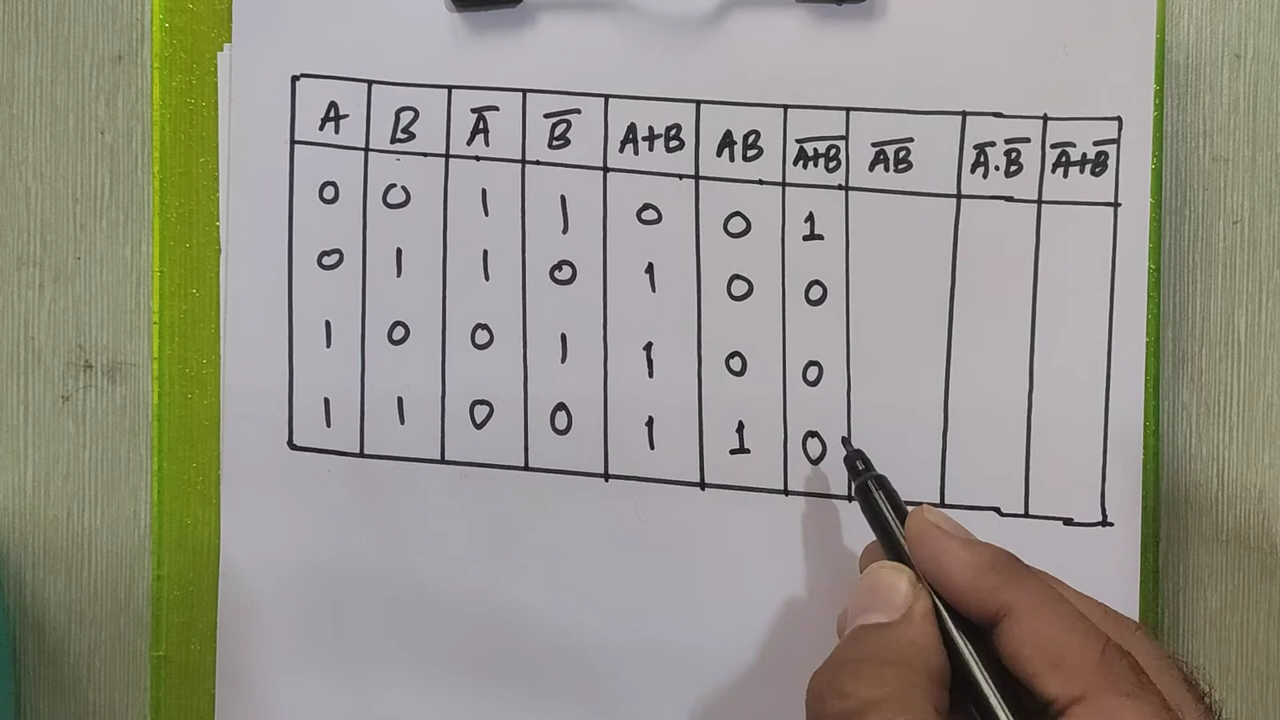 A B A̅ B̅ A+B AB A̅+̅B̅ A̅B̅ A̅.B̅ A̅+B̅
0 0 1 1 0 0 1
0 1 1 0 1 0 0
1 0 0 1 1 0 0
1 1 0 0 1 1 0